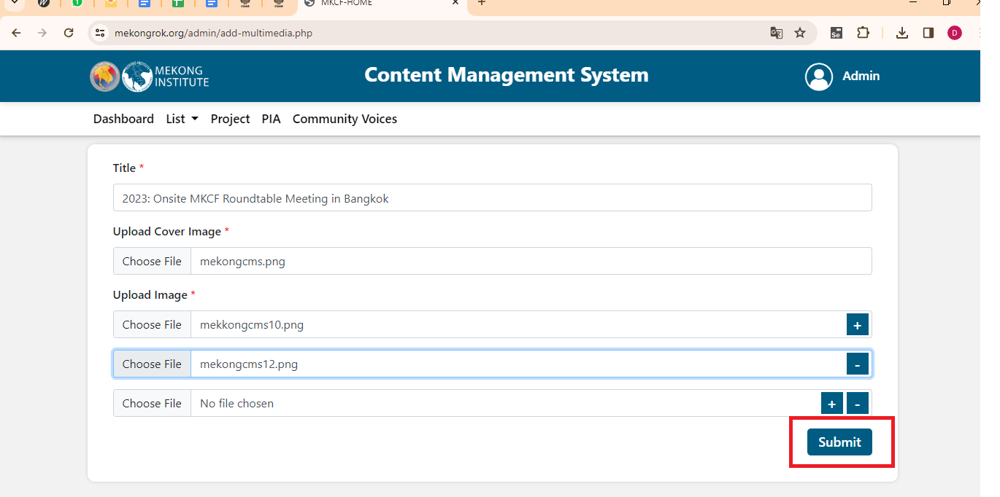 MKCF-HOME
mekongrok.org/admin/add-multimedia.php
Se
D
MEKONG
INSTITUTE
Content Management System
Admin
Dashboard List Project PIA Community Voices
Title *
2023: Onsite MKCF Roundtable Meeting in Bangkok
Upload Cover Image *
Choose File mekongcms.png
Upload Image *
Choose File mekkongcms10.png +
Choose File mekongcms12.png -
Choose File No file chosen + -
Submit